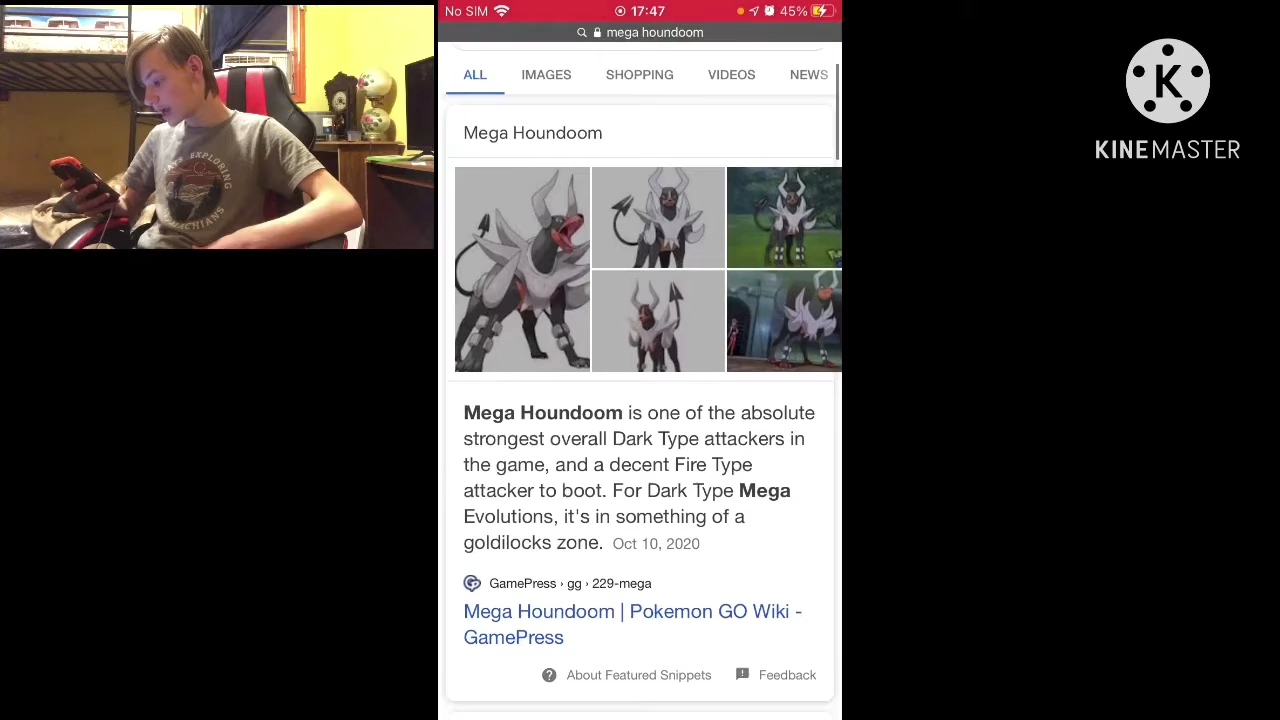 No SIM 17:47 45%
mega houndoom
ALL IMAGES SHOPPING VIDEOS NEWS
Mega Houndoom
Mega Houndoom is one of the absolute
strongest overall Dark Type attackers in
the game, and a decent Fire Type
attacker to boot. For Dark Type Mega
Evolutions, it's in something of a
goldilocks zone. Oct 10, 2020
GamePress › gg › 229-mega
Mega Houndoom | Pokemon GO Wiki -
GamePress
About Featured Snippets Feedback
K
KINEMASTER
EXPLORING